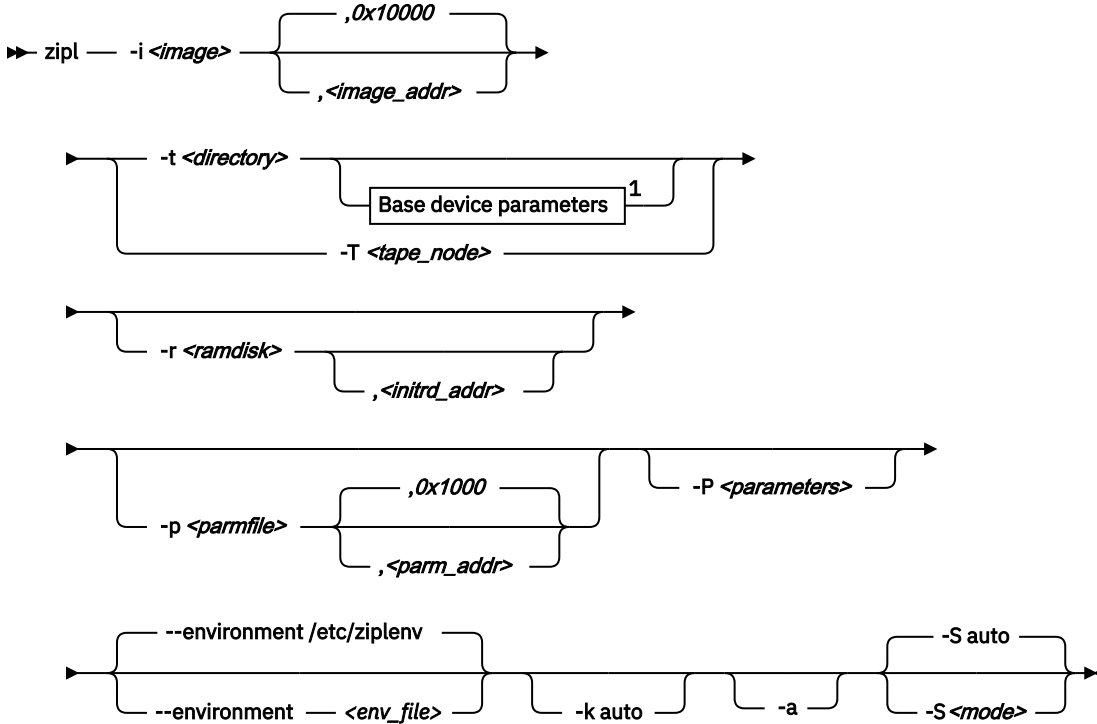 ,0x10000
zipl -i <image>
,<image_addr>
-t <directory>
Base device parameters 1
-T <tape_node>
-r <ramdisk>
,<initrd_addr>
,0x1000 -P <parameters>
-p <parmfile>
,<parm_addr>
--environment /etc/ziplenv -S auto
--environment <env_file> -k auto -a -S <mode>